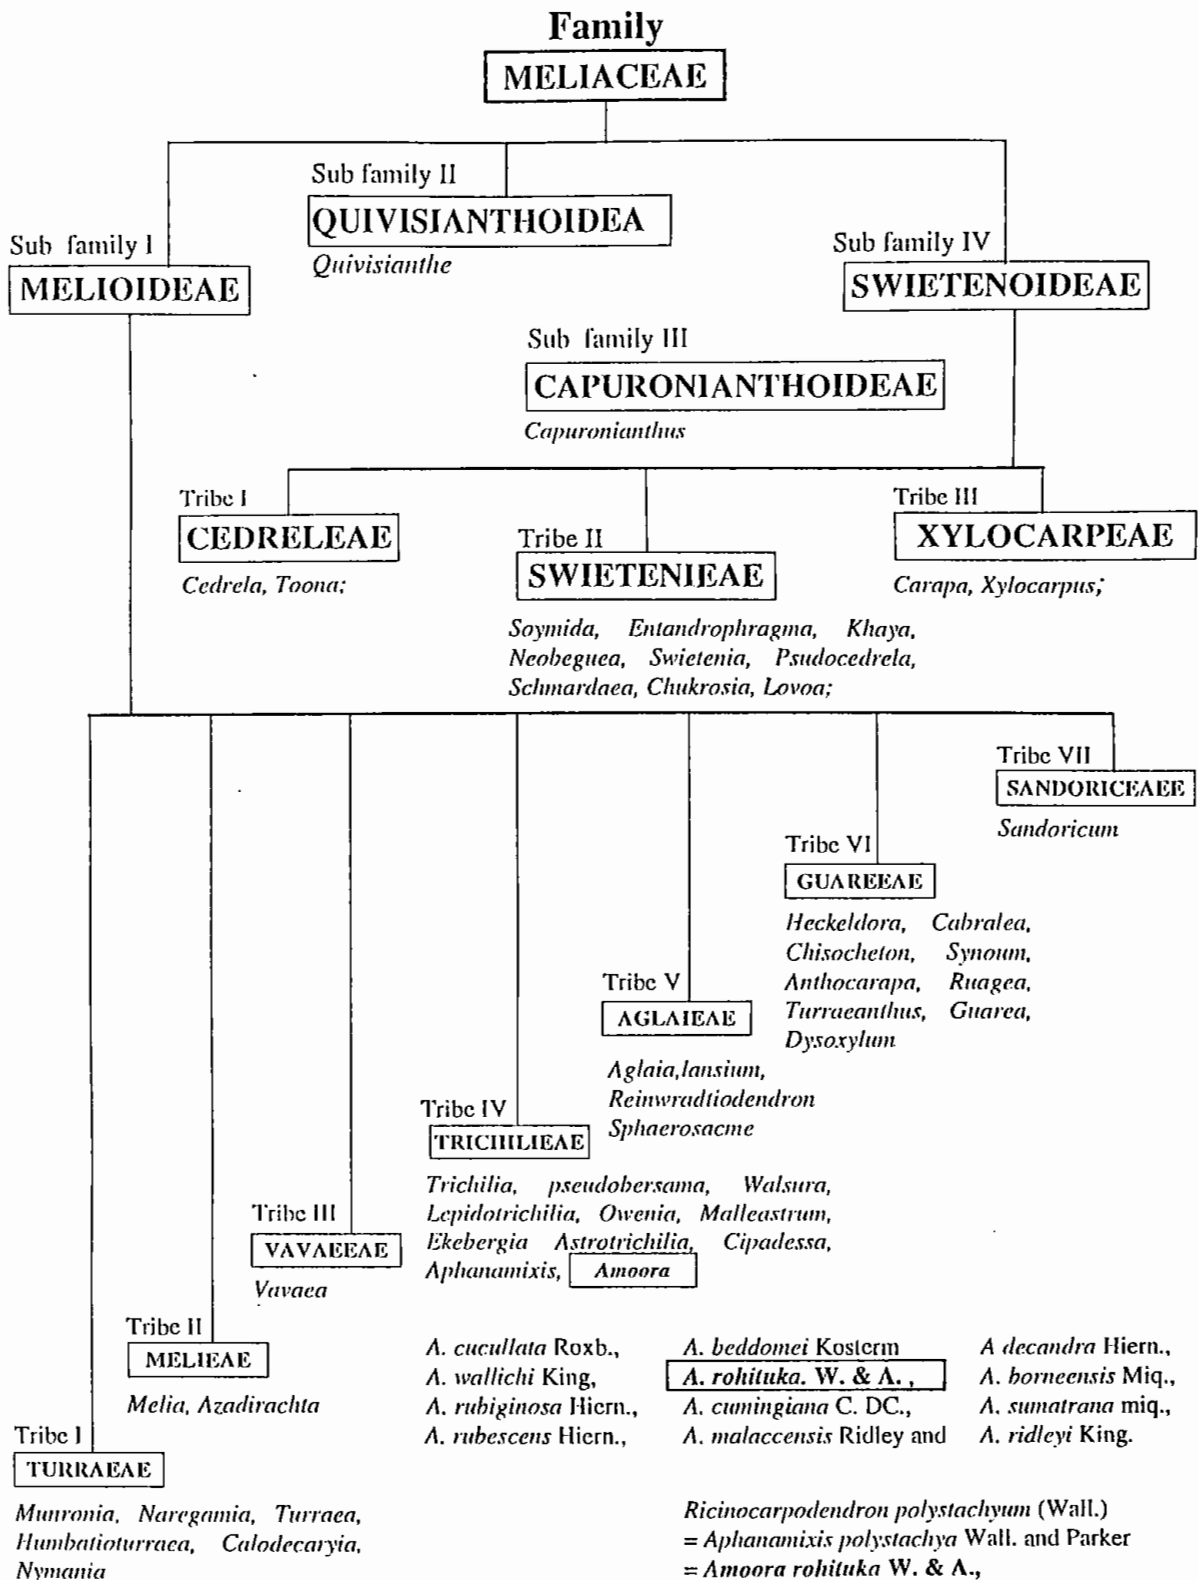 Family
MELIACEAE
Sub family II
QUIVISIANTHOIDEA
Quivisianthe
Sub family I
MELIOIDEAE
Sub family IV
SWIETENOIDEAE
Sub family III
CAPURONIANTHOIDEAE
Capuronianthus
Tribe I
CEDRELEAE
Cedrela, Toona;
Tribe II
SWIETENIEAE
Soymida, Entandrophragma, Khaya,
Neobeguea, Swietenia, Psudocedrela,
Schmardaea, Chukrosia, Lovoa;
Tribe III
XYLOCARPEAE
Carapa, Xylocarpus;
Tribe VII
SANDORICEAEE
Sandoricum
Tribe VI
GUAREEAE
Heckeldora, Cabralea,
Chisocheton, Synoum,
Anthocarapa, Ruagea,
Turraeanthus, Guarea,
Dysoxylum
Tribe V
AGLAIEAE
Aglaia,lansium,
Reinwradtiodendron
Sphaerosacme
Tribe IV
TRICHILIEAE
Trichilia, pseudobersama, Walsura,
Lepidotrichilia, Owenia, Malleastrum,
Ekebergia Astrotrichilia, Cipadessa,
Aphanamixis, Amoora
Tribe III
VAVAEEAE
Vavaea
Tribe II
MELIEAE
Melia, Azadirachta
Tribe I
TURRAEAE
Munronia, Naregamia, Turraea,
Humbatioturraea, Calodecaryia,
Nymania
A. cucullata Roxb., A. beddomei Kosterm A decandra Hiern.,
A. wallichi King, A. rohituka. W. & A., A. borneensis Miq.,
A. rubiginosa Hiern., A. cumingiana C. DC., A. sumatrana miq.,
A. rubescens Hiern., A. malaccensis Ridley and A. ridleyi King.
Ricinocarpodendron polystachyum (Wall.)
= Aphanamixis polystachya Wall. and Parker
= Amoora rohituka W. & A.,